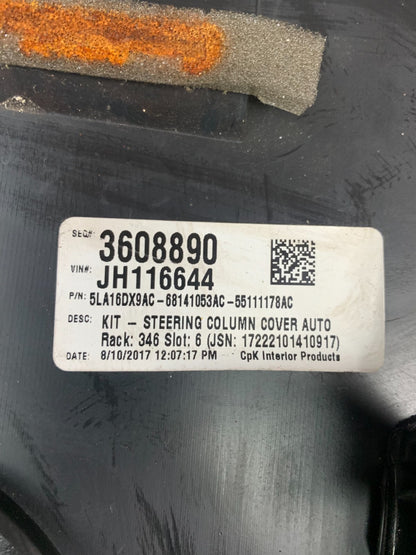 SEQ#: 3608890
VIN#: JH116644
P/N: 5LA16DX9AC-68141053AC-55111178AC
DESC: KIT - STEERING COLUMN COVER AUTO
Rack: 346 Slot: 6 (JSN: 17222101410917)
DATE: 8/10/2017 12:07:17 PM CpK Interior Products